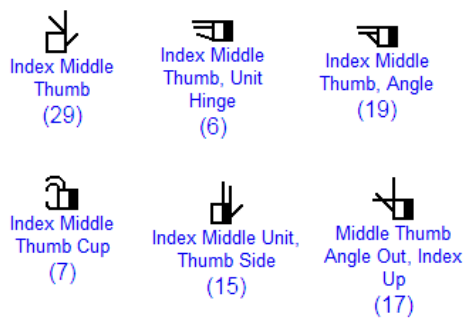 Index Middle
Thumb
(29)
Index Middle
Thumb, Unit
Hinge
(6)
Index Middle
Thumb, Angle
(19)
Index Middle
Thumb Cup
(7)
Index Middle Unit,
Thumb Side
(15)
Middle Thumb
Angle Out, Index
Up
(17)